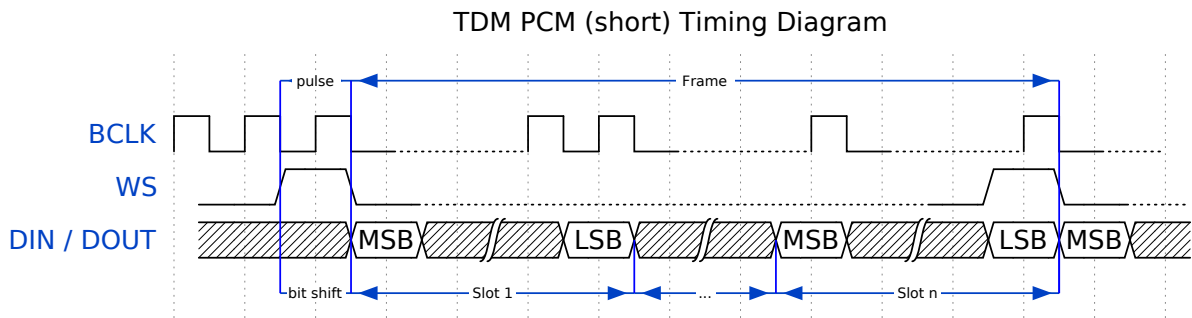 TDM PCM (short) Timing Diagram
pulse Frame
BCLK
WS
DIN / DOUT MSB LSB MSB LSB MSB
bit shift Slot 1 ... Slot n